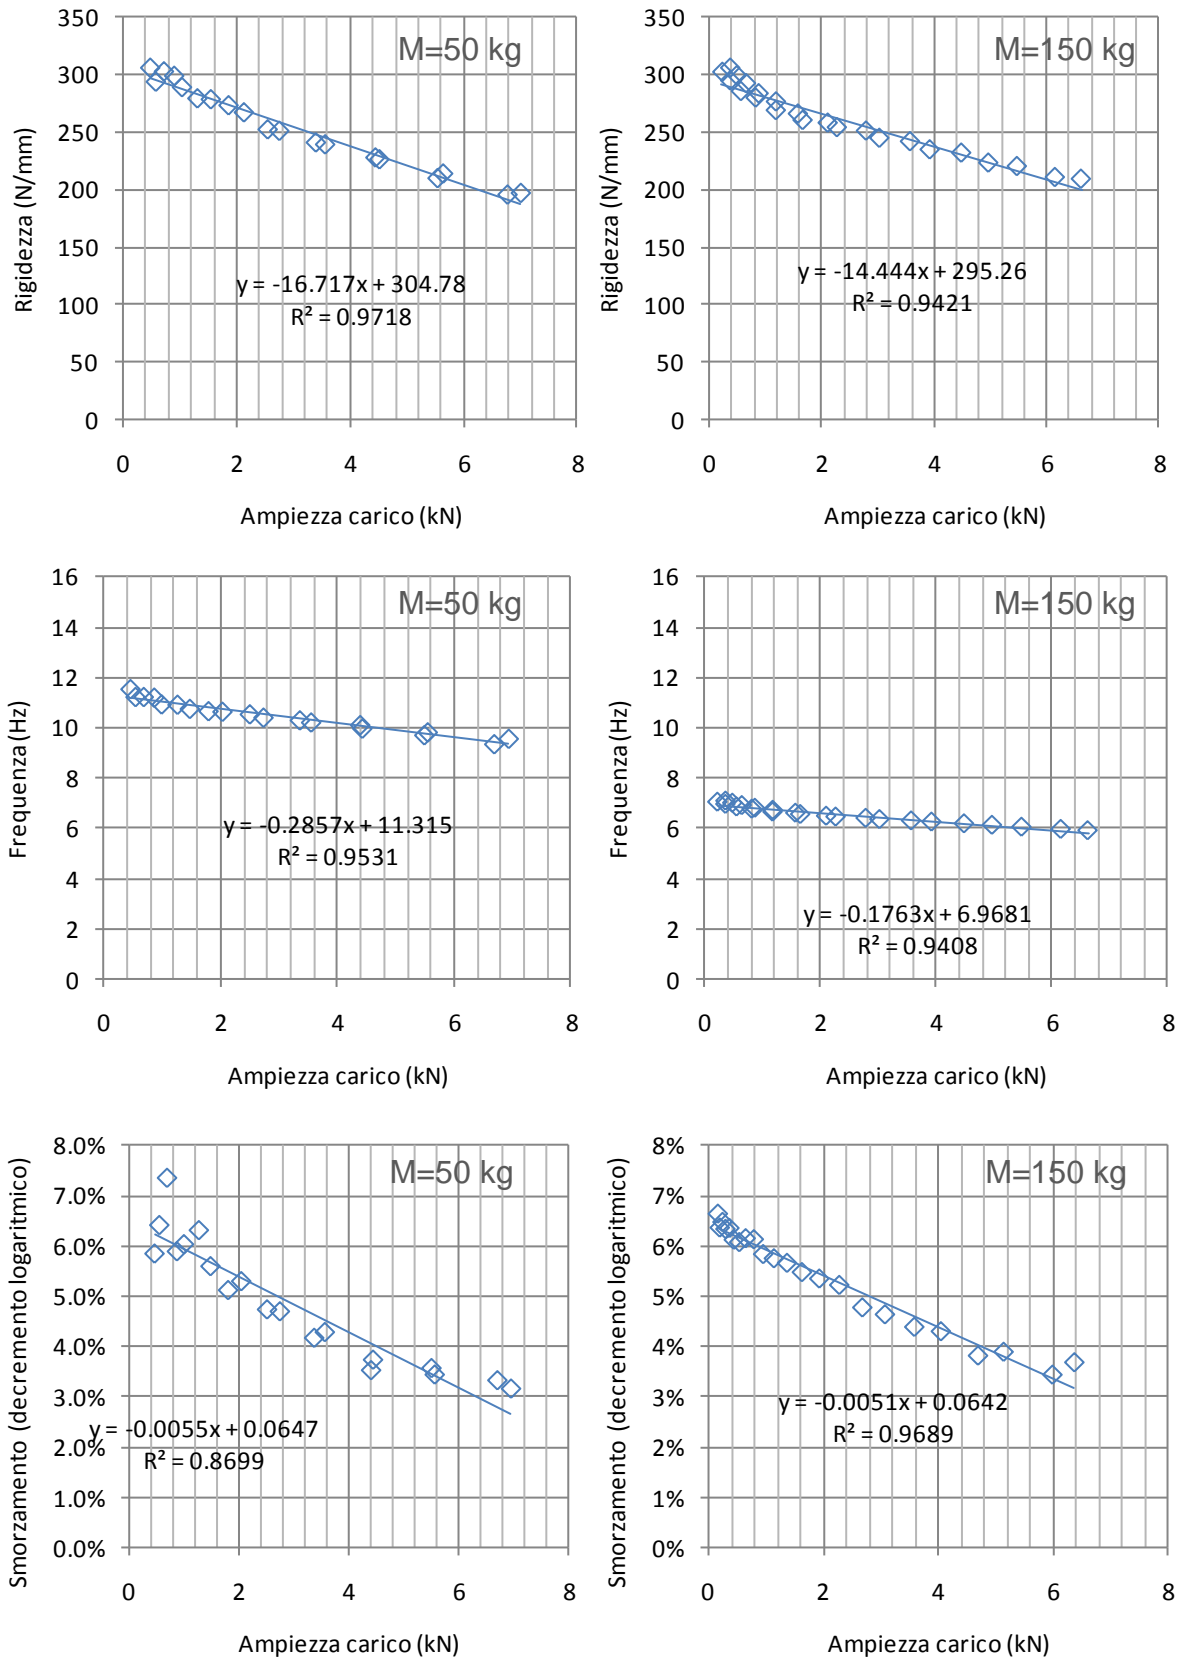 M=50 kg
Rigidezza (N/mm)
350
300
250
200
150
100
50
0
y = -16.717x + 304.78
R² = 0.9718
0 2 4 6 8
Ampiezza carico (kN)
M=150 kg
Rigidezza (N/mm)
350
300
250
200
150
100
50
0
y = -14.444x + 295.26
R² = 0.9421
0 2 4 6 8
Ampiezza carico (kN)
M=50 kg
Frequenza (Hz)
16
14
12
10
8
6
4
2
0
y = -0.2857x + 11.315
R² = 0.9531
0 2 4 6 8
Ampiezza carico (kN)
M=150 kg
Frequenza (Hz)
16
14
12
10
8
6
4
2
0
y = -0.1763x + 6.9681
R² = 0.9408
0 2 4 6 8
Ampiezza carico (kN)
M=50 kg
Smorzamento (decremento logaritmico)
8.0%
7.0%
6.0%
5.0%
4.0%
3.0%
2.0%
1.0%
0.0%
y = -0.0055x + 0.0647
R² = 0.8699
0 2 4 6 8
Ampiezza carico (kN)
M=150 kg
Smorzamento (decremento logaritmico)
8%
7%
6%
5%
4%
3%
2%
1%
0%
y = -0.0051x + 0.0642
R² = 0.9689
0 2 4 6 8
Ampiezza carico (kN)